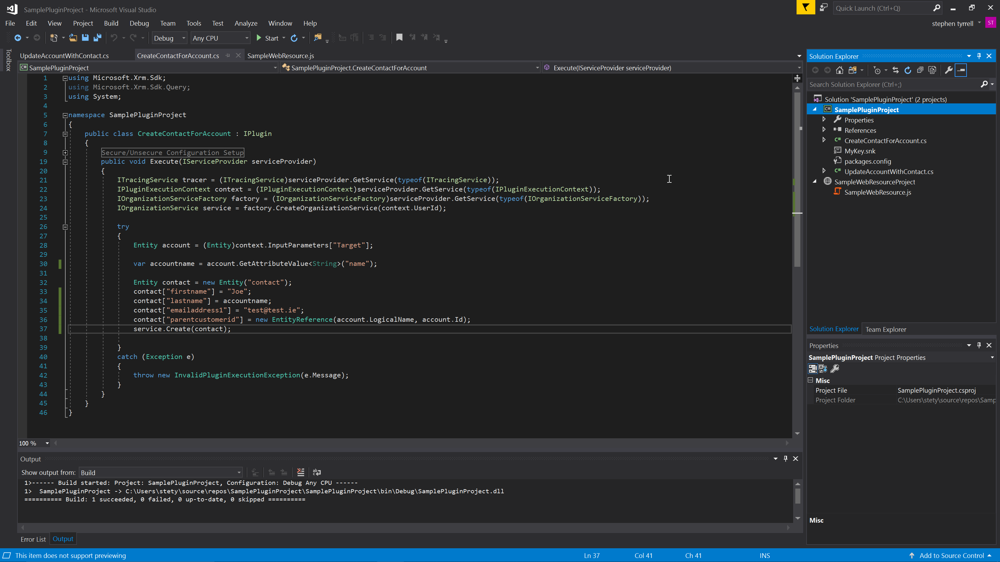 SamplePluginProject - Microsoft Visual Studio
Quick Launch (Ctrl+Q)
File Edit View Project Build Debug Team Tools Test Analyze Window Help
stephen tyrrell ST
Debug Any CPU Start
Toolbox
UpdateAccountWithContact.cs CreateContactForAccount.cs SampleWebResource.js
C# SamplePluginProject SamplePluginProject.CreateContactForAccount Execute(IServiceProvider serviceProvider)
1 using Microsoft.Xrm.Sdk;
2 using Microsoft.Xrm.Sdk.Query;
3 using System;
4
5 namespace SamplePluginProject
6 {
7 public class CreateContactForAccount : IPlugin
8 {
9 Secure/Unsecure Configuration Setup
19 public void Execute(IServiceProvider serviceProvider)
20 {
21 ITracingService tracer = (ITracingService)serviceProvider.GetService(typeof(ITracingService));
22 IPluginExecutionContext context = (IPluginExecutionContext)serviceProvider.GetService(typeof(IPluginExecutionContext));
23 IOrganizationServiceFactory factory = (IOrganizationServiceFactory)serviceProvider.GetService(typeof(IOrganizationServiceFactory));
24 IOrganizationService service = factory.CreateOrganizationService(context.UserId);
25
26 try
27 {
28 Entity account = (Entity)context.InputParameters["Target"];
29
30 var accountname = account.GetAttributeValue<String>("name");
31
32 Entity contact = new Entity("contact");
33 contact["firstname"] = "Joe";
34 contact["lastname"] = accountname;
35 contact["emailaddress1"] = "test@test.ie";
36 contact["parentcustomerid"] = new EntityReference(account.LogicalName, account.Id);
37 service.Create(contact);
38
39 }
40 catch (Exception e)
41 {
42 throw new InvalidPluginExecutionException(e.Message);
43 }
44 }
45 }
46 }
100 %
Output
Show output from: Build
1>------ Build started: Project: SamplePluginProject, Configuration: Debug Any CPU ------
1> SamplePluginProject -> C:\Users\stety\source\repos\SamplePluginProject\SamplePluginProject\bin\Debug\SamplePluginProject.dll
========== Build: 1 succeeded, 0 failed, 0 up-to-date, 0 skipped ==========
Error List Output
Solution Explorer
Search Solution Explorer (Ctrl+;)
Solution 'SamplePluginProject' (2 projects)
C# SamplePluginProject
Properties
References
C# CreateContactForAccount.cs
MyKey.snk
packages.config
C# UpdateAccountWithContact.cs
SampleWebResourceProject
SampleWebResource.js
Solution Explorer Team Explorer
Properties
SamplePluginProject Project Properties
Misc
Project File SamplePluginProject.csproj
Project Folder C:\Users\stety\source\repos\Samp
Misc
This item does not support previewing Ln 37 Col 41 Ch 41 INS Add to Source Control